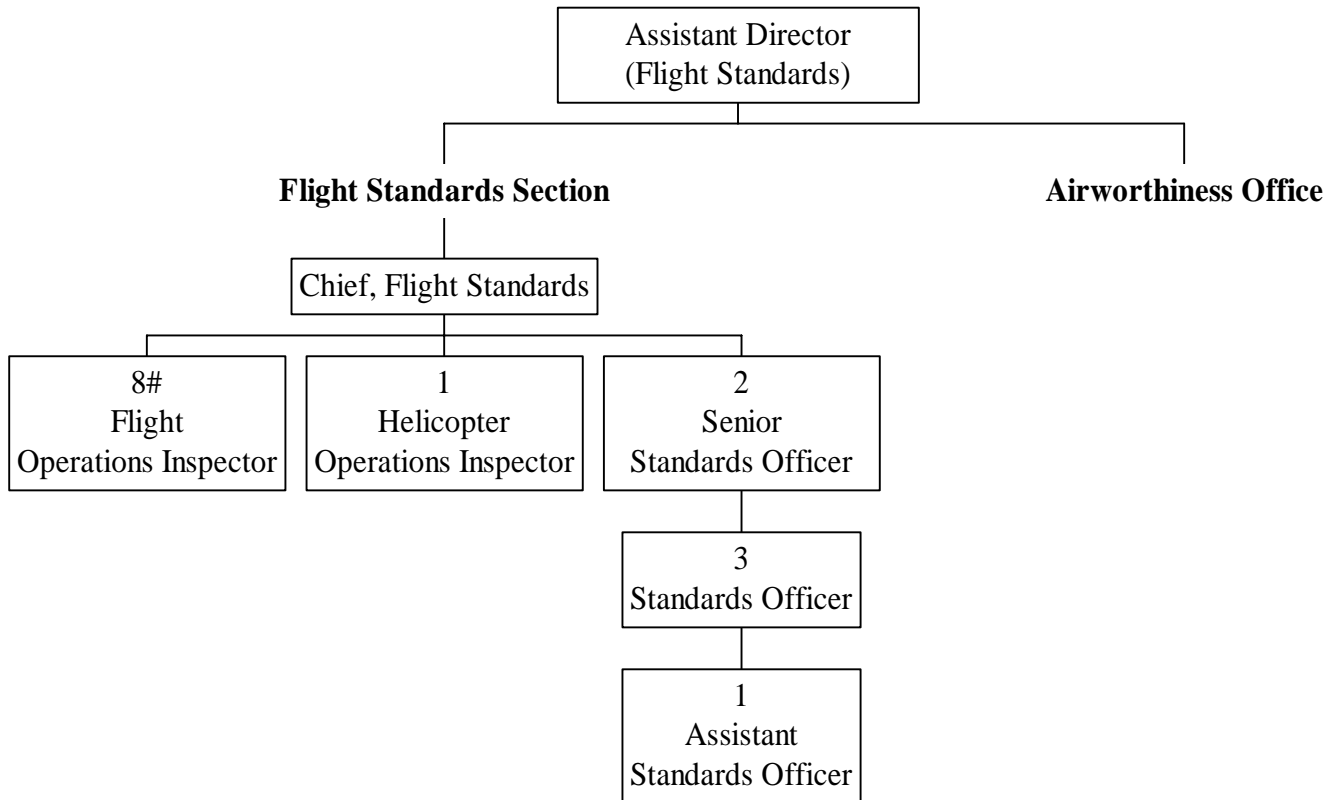 Assistant Director
(Flight Standards)
Flight Standards Section
Airworthiness Office
Chief, Flight Standards
8#
Flight
Operations Inspector
1
Helicopter
Operations Inspector
2
Senior
Standards Officer
3
Standards Officer
1
Assistant
Standards Officer